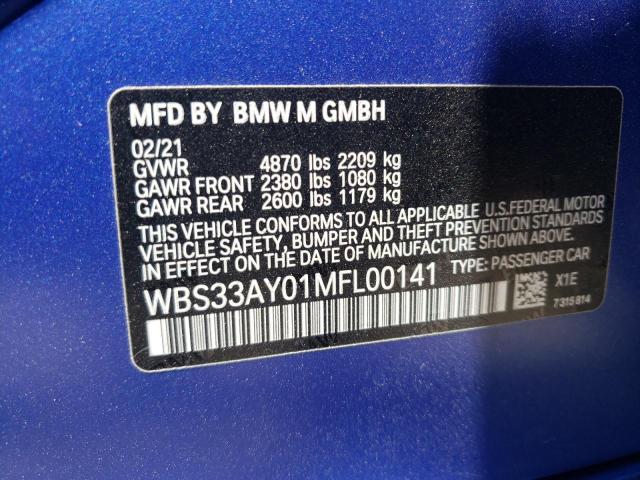 MFD BY BMW M GMBH
02/21
GVWR 4870 lbs 2209 kg
GAWR FRONT 2380 lbs 1080 kg
GAWR REAR 2600 lbs 1179 kg
THIS VEHICLE CONFORMS TO ALL APPLICABLE U.S.FEDERAL MOTOR
VEHICLE SAFETY, BUMPER AND THEFT PREVENTION STANDARDS
IN EFFECT ON THE DATE OF MANUFACTURE SHOWN ABOVE.
WBS33AY01MFL00141 TYPE: PASSENGER CAR
X1E
7315814